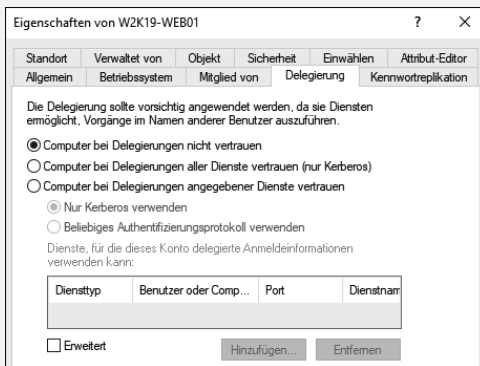 Eigenschaften von W2K19-WEB01 ? ×
Standort Verwaltet von Objekt Sicherheit Einwählen Attribut-Editor
Allgemein Betriebssystem Mitglied von Delegierung Kennwortreplikation
Die Delegierung sollte vorsichtig angewendet werden, da sie Diensten
ermöglicht, Vorgänge im Namen anderer Benutzer auszuführen.
Computer bei Delegierungen nicht vertrauen
Computer bei Delegierungen aller Dienste vertrauen (nur Kerberos)
Computer bei Delegierungen angegebener Dienste vertrauen
Nur Kerberos verwenden
Beliebiges Authentifizierungsprotokoll verwenden
Dienste, für die dieses Konto delegierte Anmeldeinformationen
verwenden kann:
Diensttyp Benutzer oder Comp... Port Dienstnam
Erweitert Hinzufügen... Entfernen